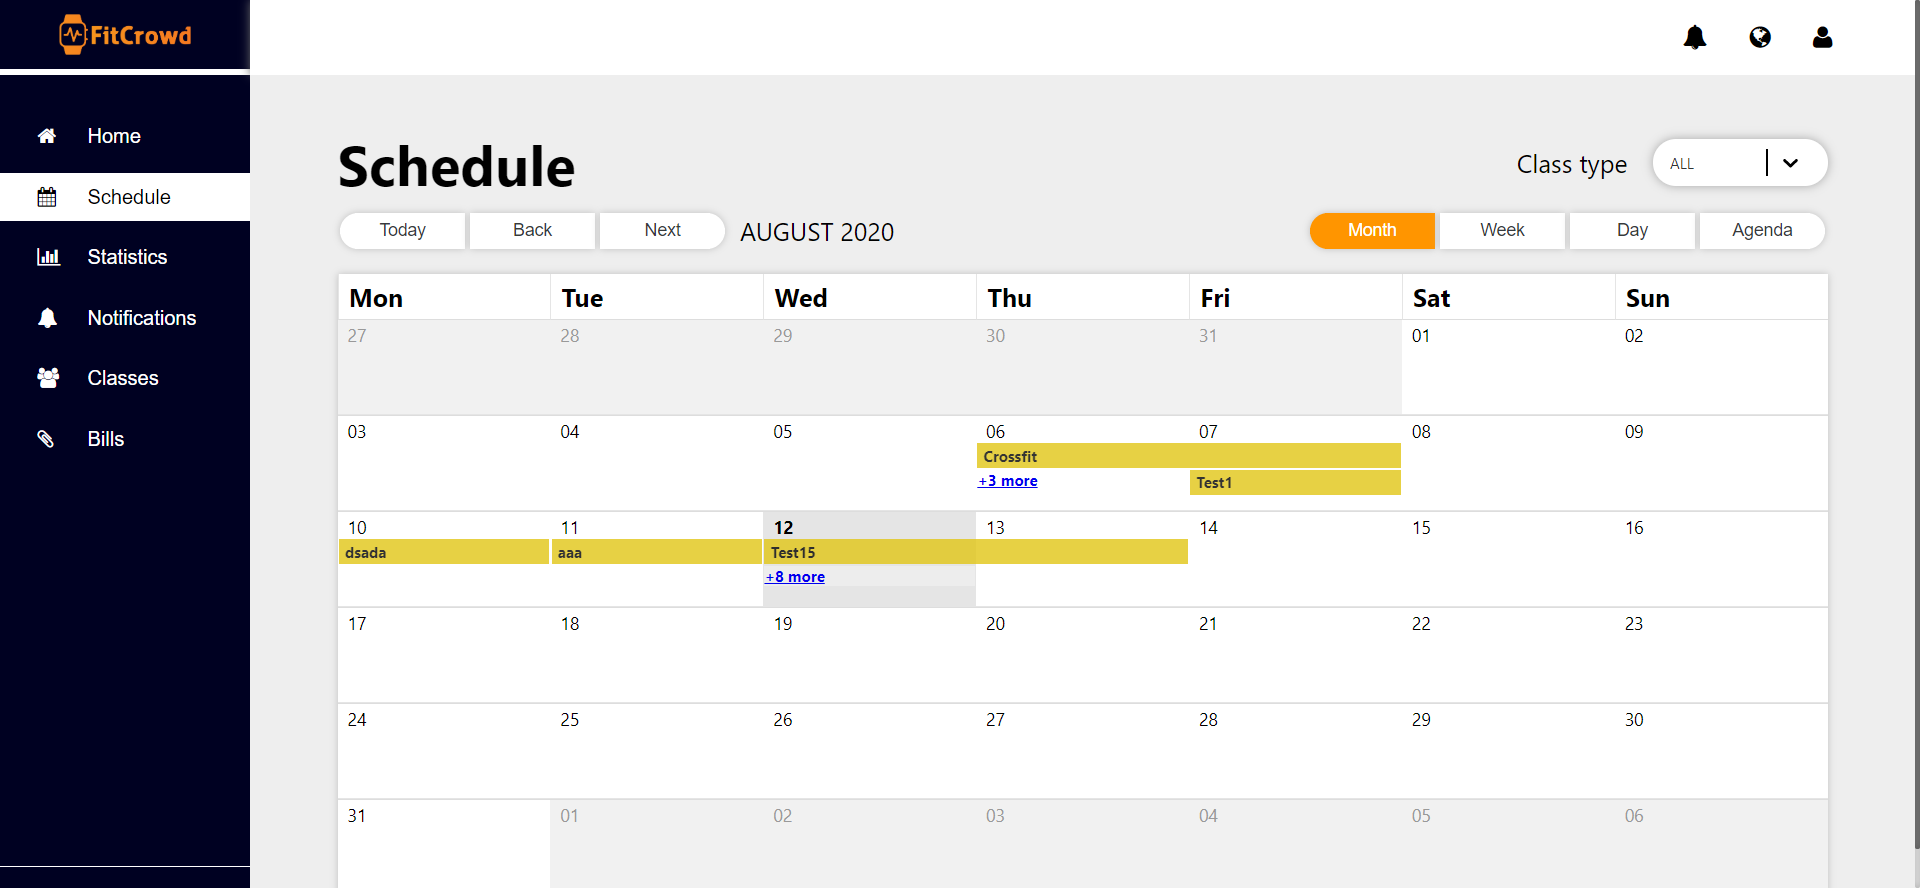 FitCrowd
Home
Schedule
Statistics
Notifications
Classes
Bills
Schedule
Class type
ALL
Today Back Next AUGUST 2020 Month Week Day Agenda
Mon Tue Wed Thu Fri Sat Sun
27 28 29 30 31 01 02
03 04 05 06 07 08 09
Crossfit
+3 more
Test1
10 11 12 13 14 15 16
dsada aaa Test15
+8 more
17 18 19 20 21 22 23
24 25 26 27 28 29 30
31 01 02 03 04 05 06